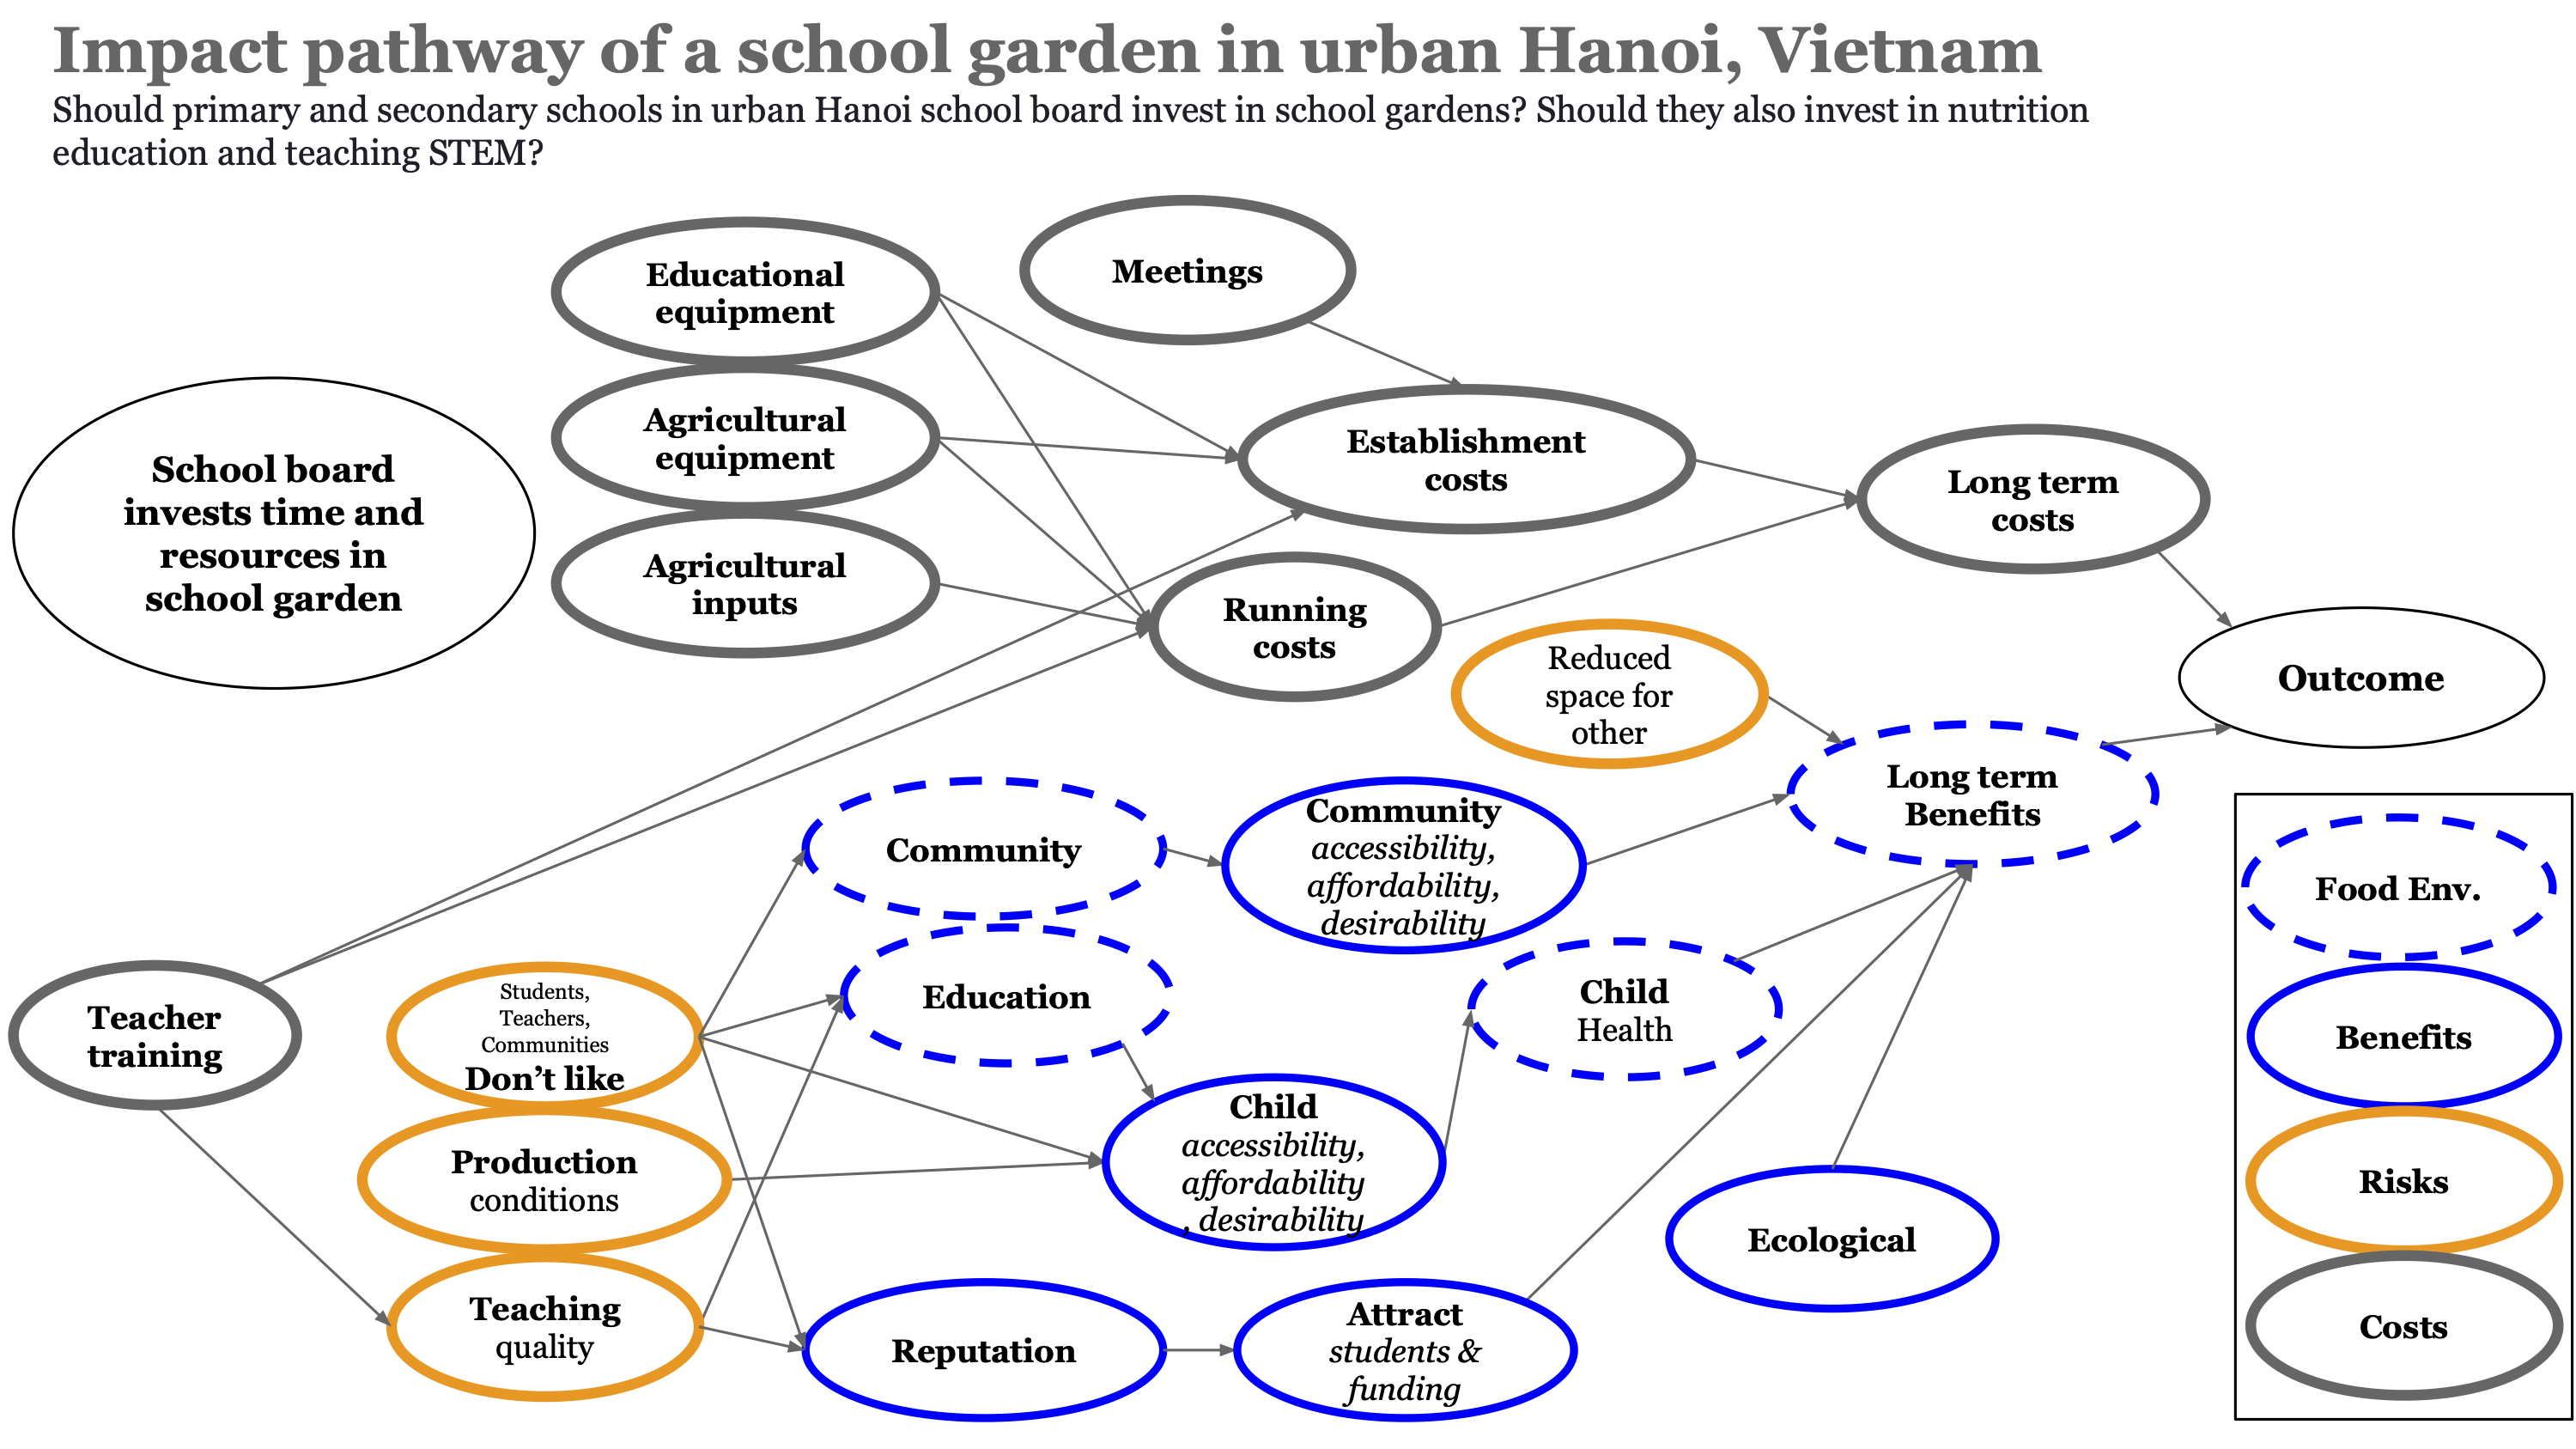 Impact pathway of a school garden in urban Hanoi, Vietnam
Should primary and secondary schools in urban Hanoi school board invest in school gardens? Should they also invest in nutrition
education and teaching STEM?
Educational
equipment
Meetings
Agricultural
equipment
Establishment
costs
School board
invests time and
resources in
school garden
Long term
costs
Agricultural
inputs
Running
costs
Reduced
space for
other
Outcome
Long term
Benefits
Community
Community
accessibility,
affordability,
desirability
Food Env.
Education
Child
Health
Teacher
training
Students,
Teachers,
Communities
Don’t like
Benefits
Production
conditions
Child
accessibility,
affordability
, desirability
Risks
Ecological
Teaching
quality
Reputation
Attract
students &
funding
Costs